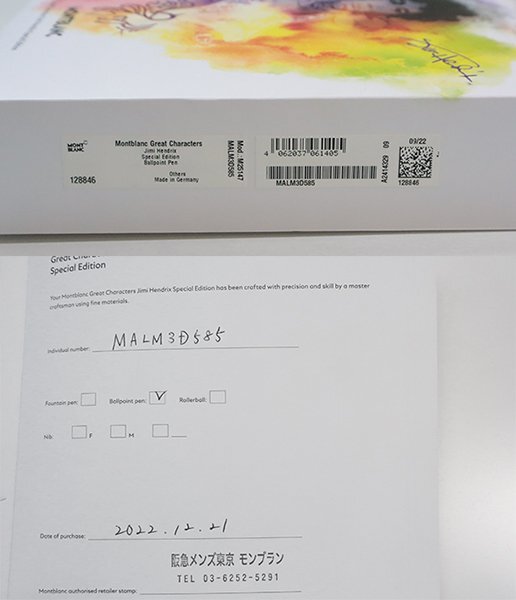 MONTBLANC
MONT
BLANC
128846
Montblanc Great Characters
Jimi Hendrix
Special Edition
Ballpoint Pen
Others
Made in Germany
Mod.: M25147
MALM3D585
4 062037 061405
MALM3D585
A2414329 09
09/22
128846
Great
Special Edition
Your Montblanc Great Characters Jimi Hendrix Special Edition has been crafted with precision and skill by a master
craftsman using fine materials.
Individual number: MALM3D585
Fountain pen: Ballpoint pen: V Rollerball:
Nib: F M
Date of purchase: 2022.12.21
阪急メンズ東京 モンブラン
TEL 03-6252-5291
Montblanc authorised retailer stamp: